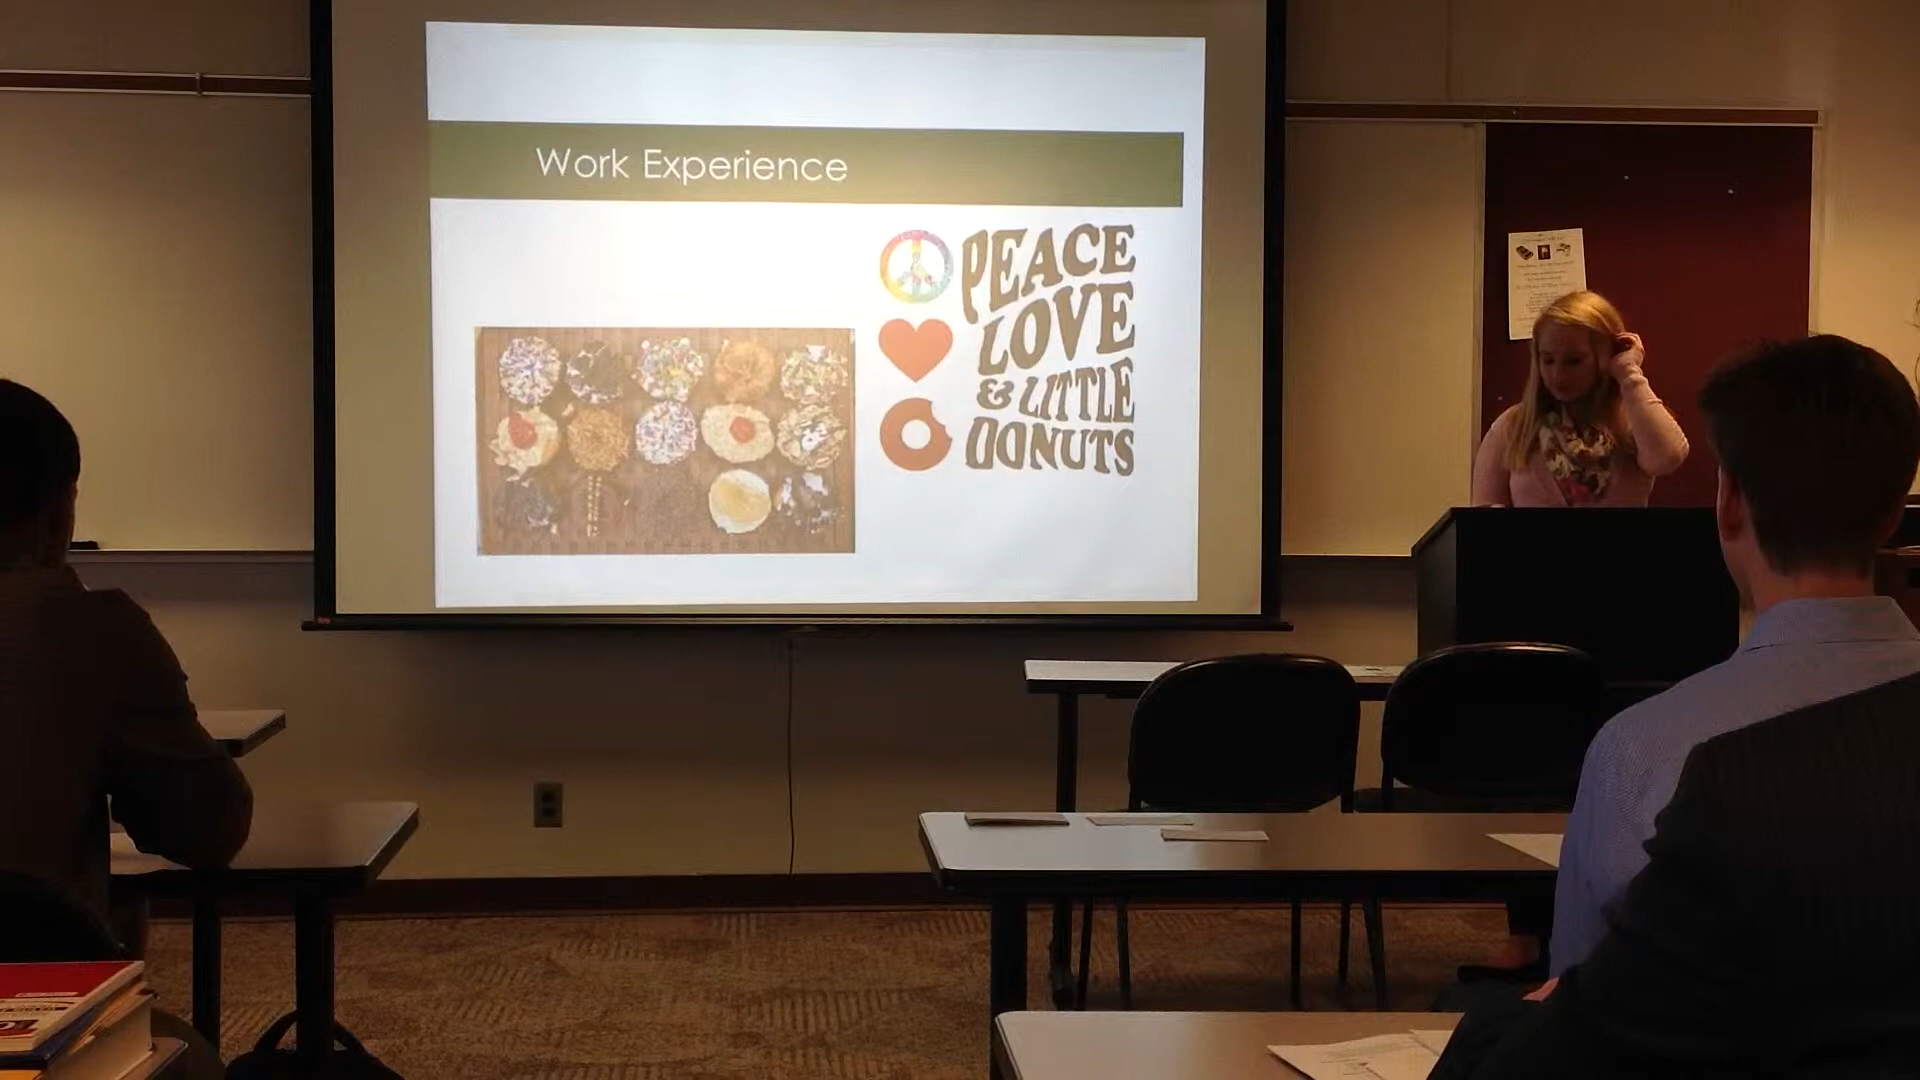 Work Experience
PEACE
LOVE
& LITTLE
DONUTS